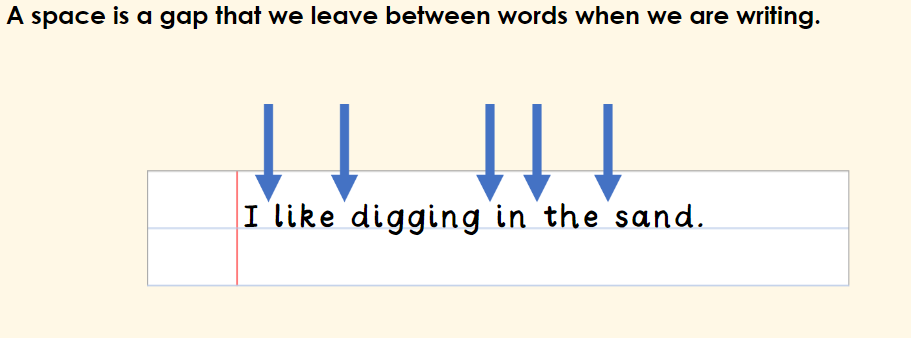 A space is a gap that we leave between words when we are writing.
I like digging in the sand.